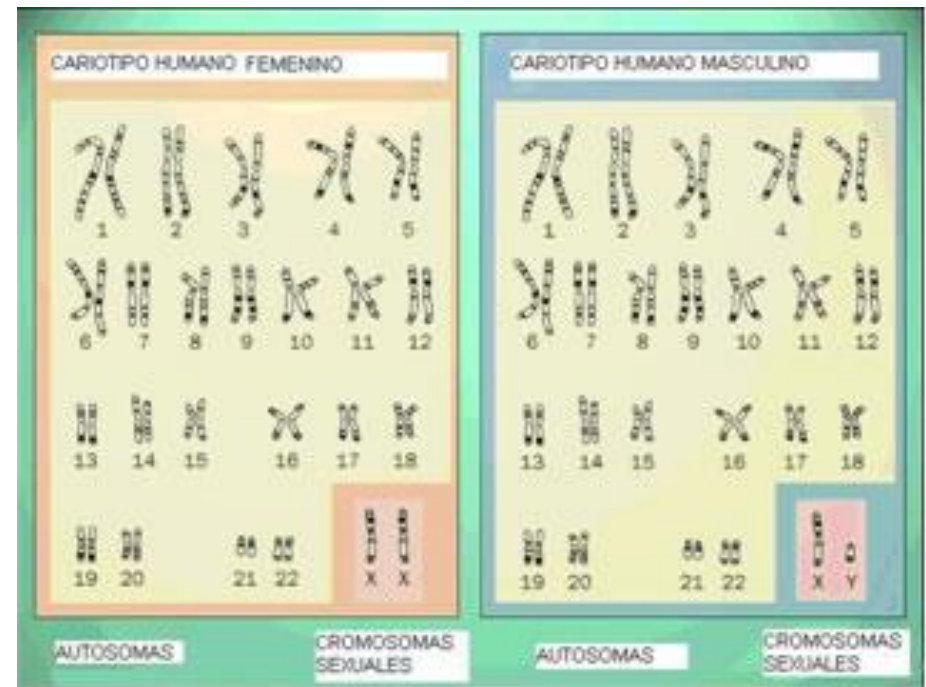 CARIOTIPO HUMANO FEMENINO
1 2 3 4 5
6 7 8 9 10 11 12
13 14 15 16 17 18
19 20 21 22 X X
AUTOSOMAS
CROMOSOMAS
SEXUALES
CARIOTIPO HUMANO MASCULINO
1 2 3 4 5
6 7 8 9 10 11 12
13 14 15 16 17 18
19 20 21 22 X Y
AUTOSOMAS
CROMOSOMAS
SEXUALES